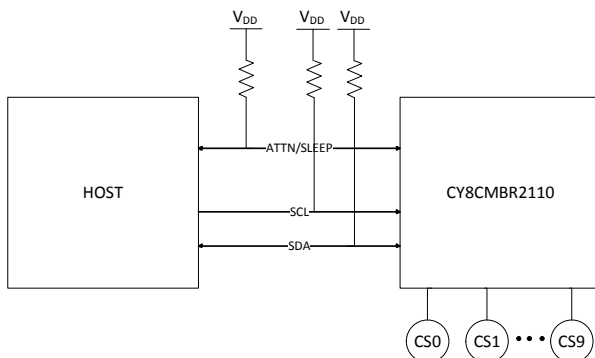 VDD VDD VDD
ATTN/SLEEP
HOST CY8CMBR2110
SCL
SDA
CS0 CS1 ••• CS9